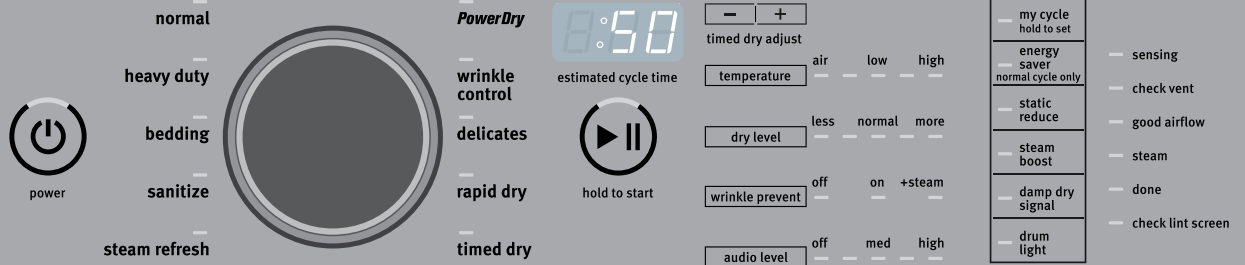 normal
heavy duty
bedding
sanitize
steam refresh
power
PowerDry
wrinkle
control
delicates
rapid dry
timed dry
:50
estimated cycle time
hold to start
− +
timed dry adjust
temperature
air low high
dry level
less normal more
wrinkle prevent
off on +steam
audio level
off med high
my cycle
hold to set
energy
saver
normal cycle only
static
reduce
steam
boost
damp dry
signal
drum
light
sensing
check vent
good airflow
steam
done
check lint screen